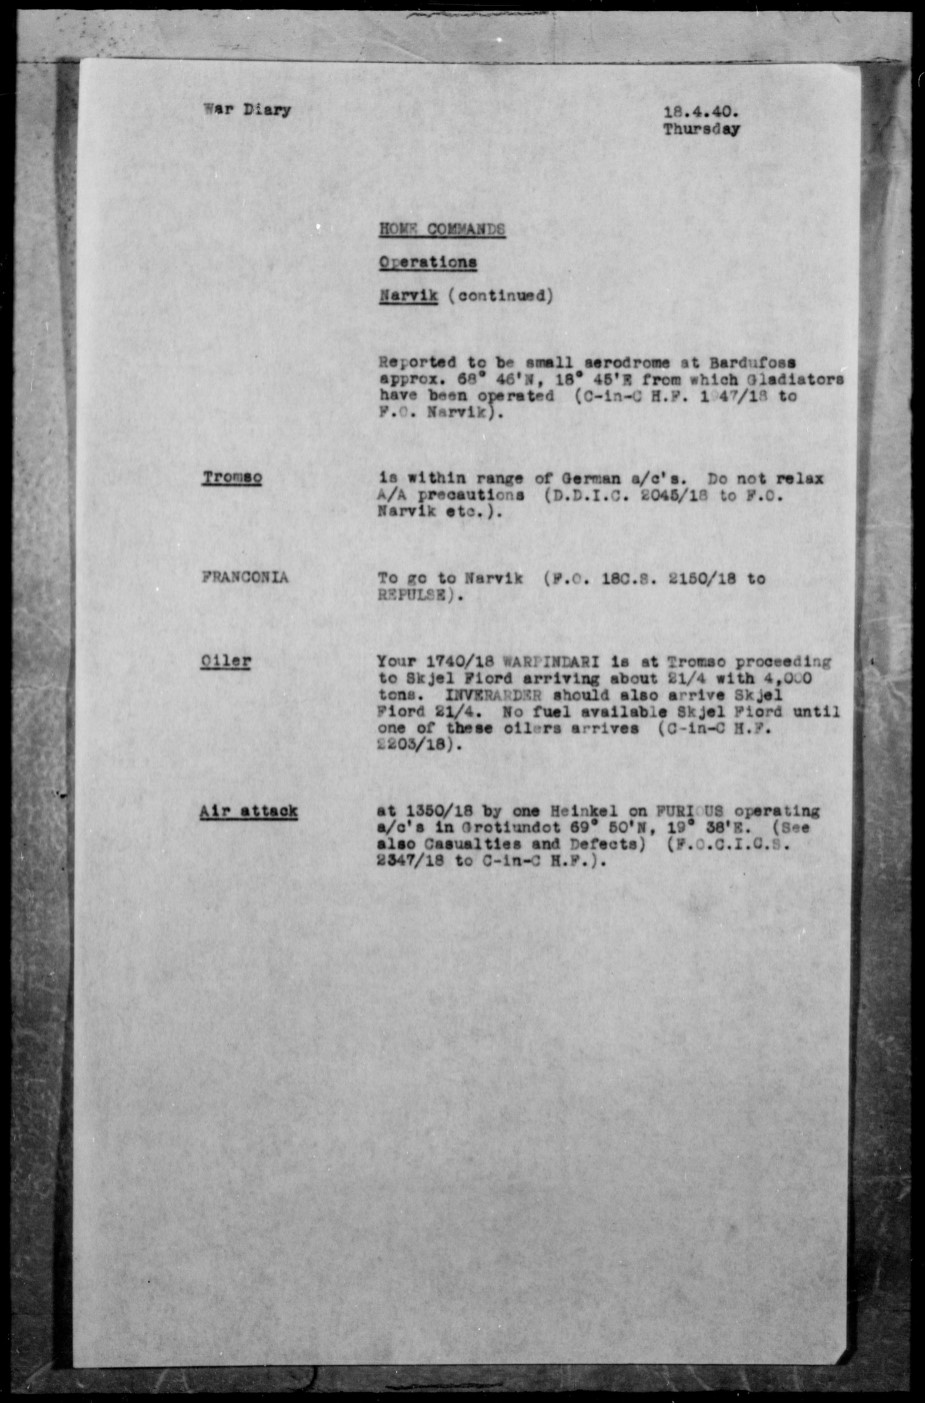 War Diary
18.4.40.
Thursday
HOME COMMANDS
Operations
Narvik (continued)
Reported to be small aerodrome at Bardufoss
approx. 68° 46'N, 18° 45'E from which Gladiators
have been operated (C-in-C H.F. 1947/18 to
F.O. Narvik).
Tromso
is within range of German a/c's. Do not relax
A/A precautions (D.D.I.C. 2045/18 to F.O.
Narvik etc.).
FRANCONIA
To go to Narvik (F.O. 18C.S. 2150/18 to
REPULSE).
Oiler
Your 1740/18 WARPINDARI is at Tromso proceeding
to Skjel Fiord arriving about 21/4 with 4,000
tons. INVERARDER should also arrive Skjel
Fiord 21/4. No fuel available Skjel Fiord until
one of these oilers arrives (C-in-C H.F.
2203/18).
Air attack
at 1350/18 by one Heinkel on FURIOUS operating
a/c's in Grotiundot 69° 50'N, 19° 38'E. (See
also Casualties and Defects) (F.O.C.I.C.S.
2347/18 to C-in-C H.F.).